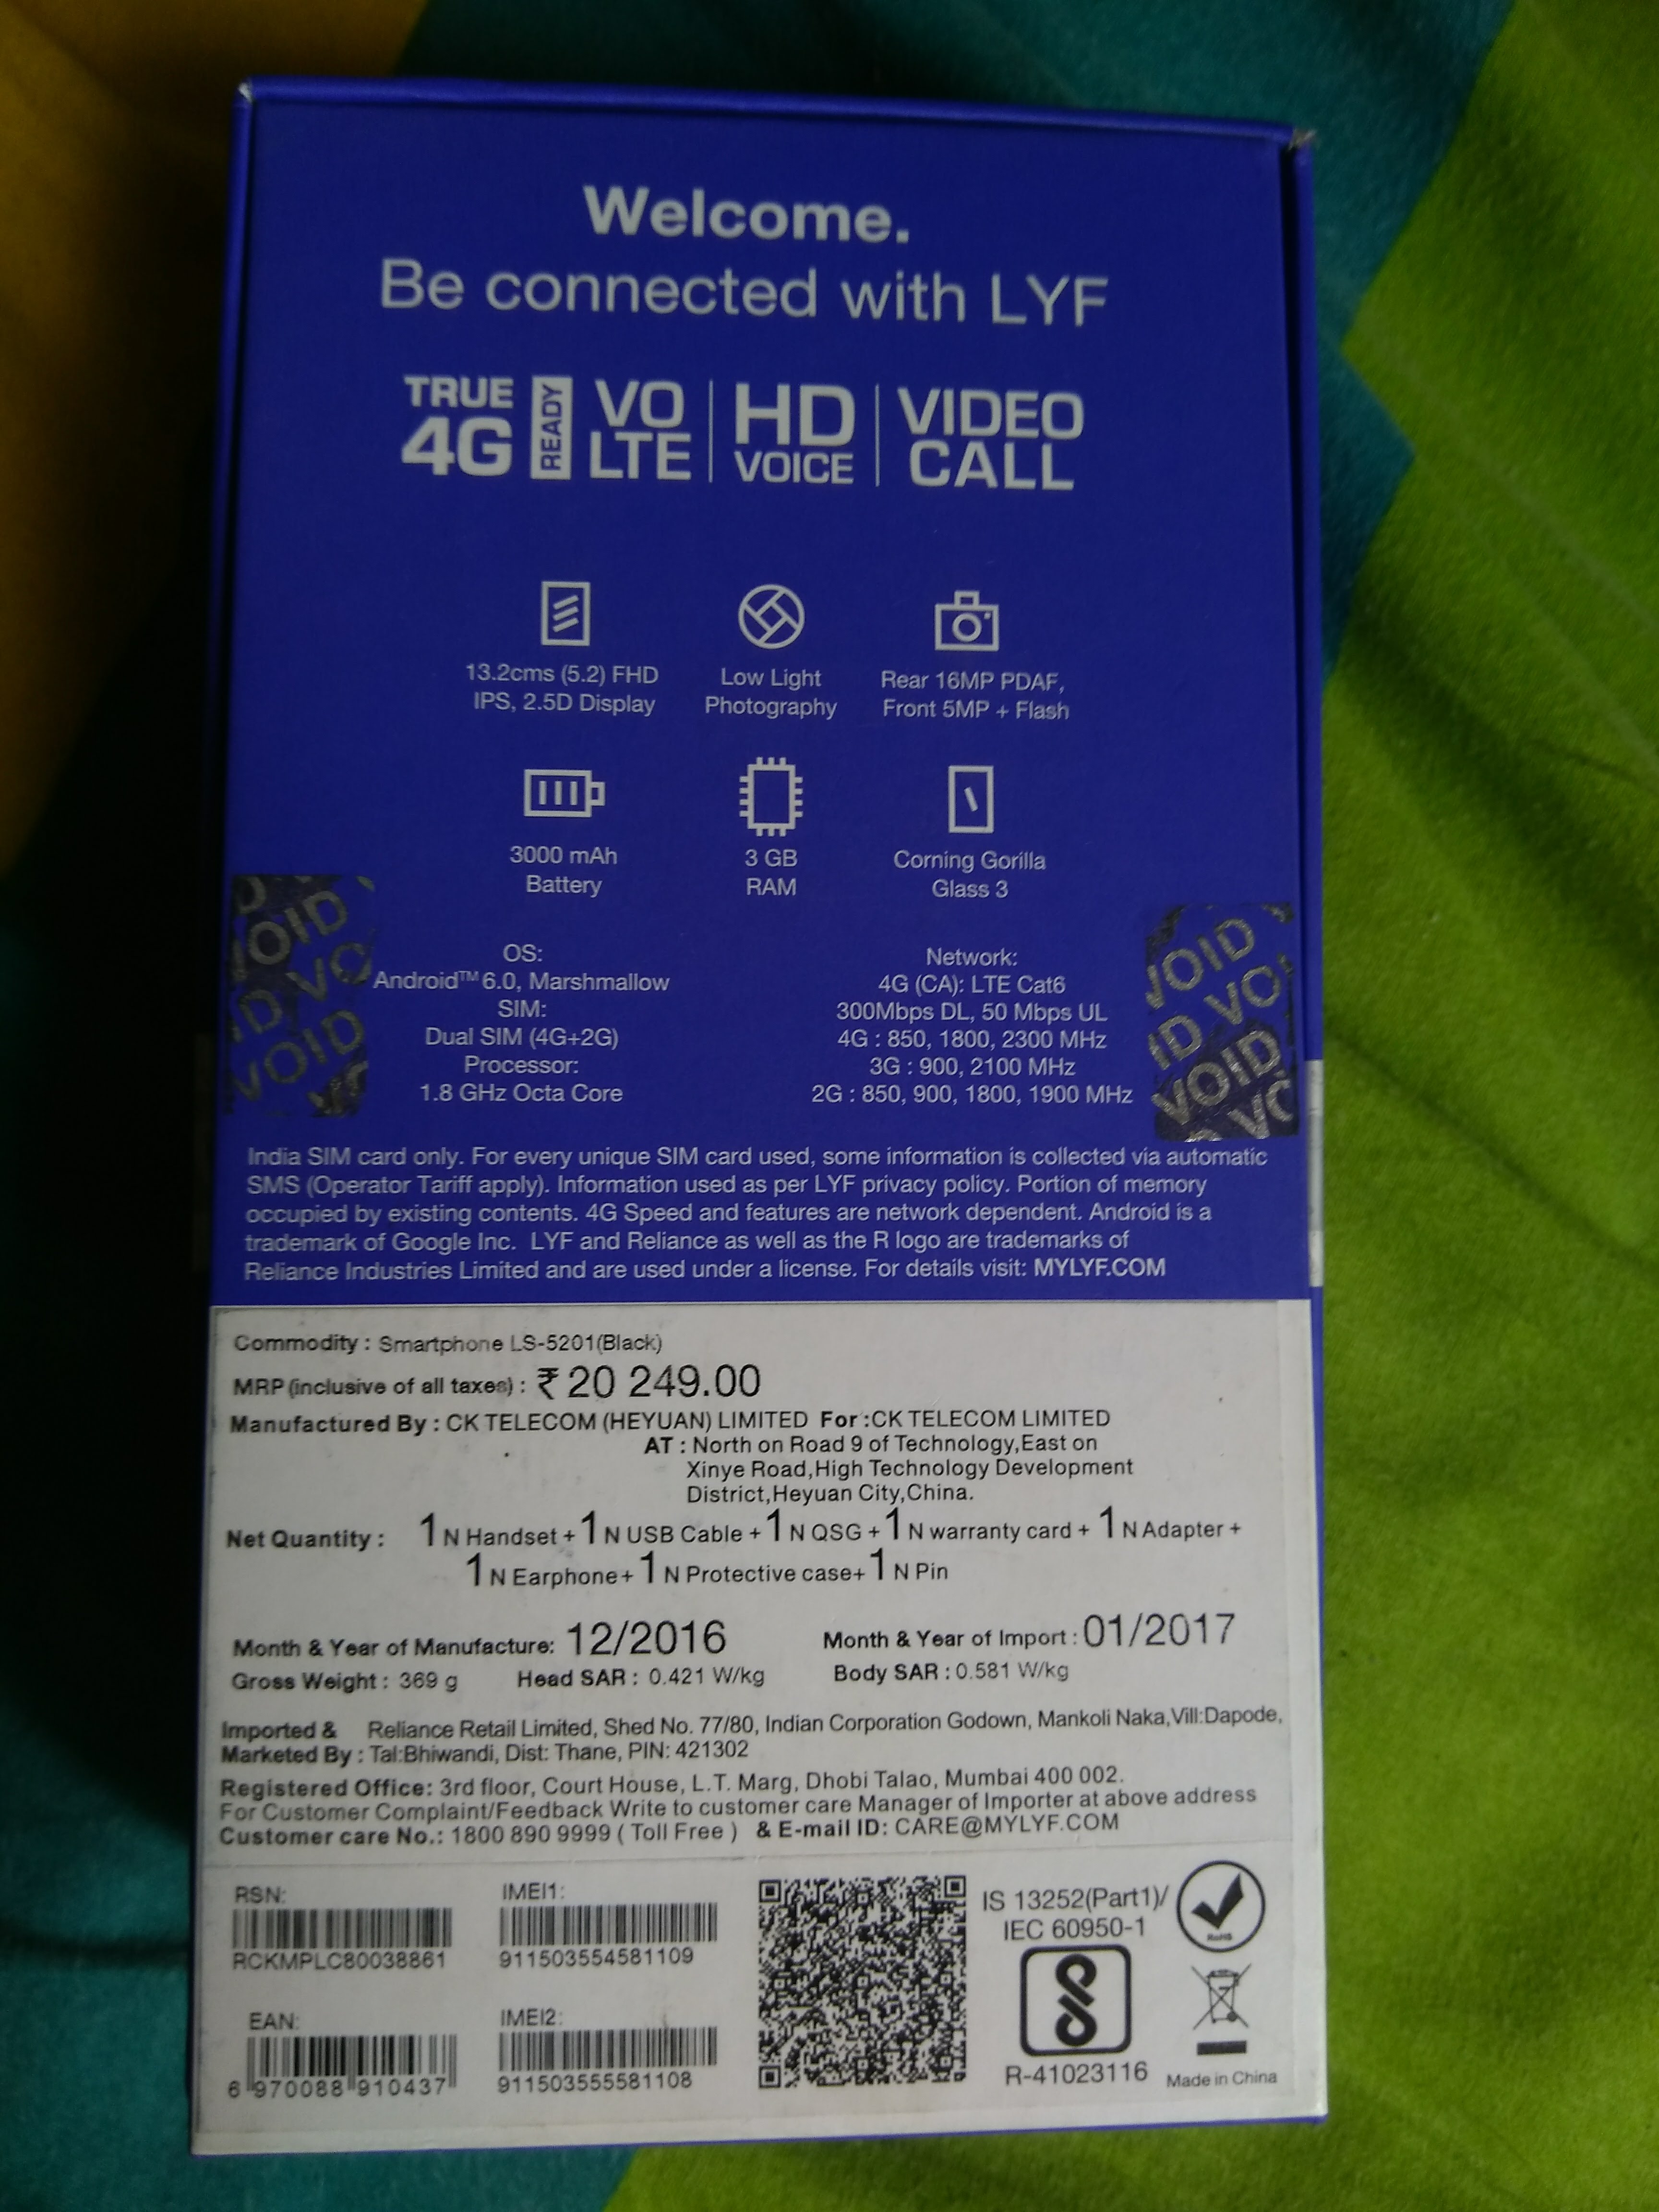 Welcome.
Be connected with LYF
TRUE 4G READY VO LTE | HD VOICE | VIDEO CALL
13.2cms (5.2) FHD
IPS, 2.5D Display
Low Light
Photography
Rear 16MP PDAF,
Front 5MP + Flash
3000 mAh
Battery
3 GB
RAM
Corning Gorilla
Glass 3
VOID
VOID
VOID
OS:
Android™ 6.0, Marshmallow
SIM:
Dual SIM (4G+2G)
Processor:
1.8 GHz Octa Core
Network:
4G (CA): LTE Cat6
300Mbps DL, 50 Mbps UL
4G : 850, 1800, 2300 MHz
3G : 900, 2100 MHz
2G : 850, 900, 1800, 1900 MHz
VOID
VOID
India SIM card only. For every unique SIM card used, some information is collected via automatic
SMS (Operator Tariff apply). Information used as per LYF privacy policy. Portion of memory
occupied by existing contents. 4G Speed and features are network dependent. Android is a
trademark of Google Inc. LYF and Reliance as well as the R logo are trademarks of
Reliance Industries Limited and are used under a license. For details visit: MYLYF.COM
Commodity : Smartphone LS-5201(Black)
MRP(inclusive of all taxes) : ₹ 20 249.00
Manufactured By : CK TELECOM (HEYUAN) LIMITED For :CK TELECOM LIMITED
AT : North on Road 9 of Technology,East on
Xinye Road,High Technology Development
District,Heyuan City,China.
Net Quantity : 1 N Handset + 1 N USB Cable + 1 N QSG + 1 N warranty card + 1 N Adapter +
1 N Earphone+ 1 N Protective case+ 1 N Pin
Month & Year of Manufacture: 12/2016 Month & Year of Import : 01/2017
Gross Weight : 369 g Head SAR : 0.421 W/kg Body SAR : 0.581 W/kg
Imported & Reliance Retail Limited, Shed No. 77/80, Indian Corporation Godown, Mankoli Naka,Vill:Dapode,
Marketed By : Tal:Bhiwandi, Dist: Thane, PIN: 421302
Registered Office: 3rd floor, Court House, L.T. Marg, Dhobi Talao, Mumbai 400 002.
For Customer Complaint/Feedback Write to customer care Manager of Importer at above address
Customer care No.: 1800 890 9999 ( Toll Free ) & E-mail ID: CARE@MYLYF.COM
RSN:
RCKMPLC80038861
IMEI1:
911503554581109
EAN:
6 970088 910437
IMEI2:
911503555581108
IS 13252(Part1)/
IEC 60950-1
R-41023116
RoHS
Made in China